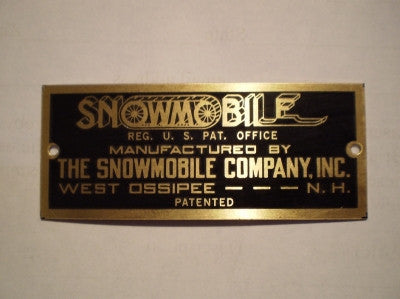 SNOWMOBILE
REG. U. S. PAT. OFFICE
MANUFACTURED BY
THE SNOWMOBILE COMPANY, INC.
WEST OSSIPEE — — — N. H.
PATENTED